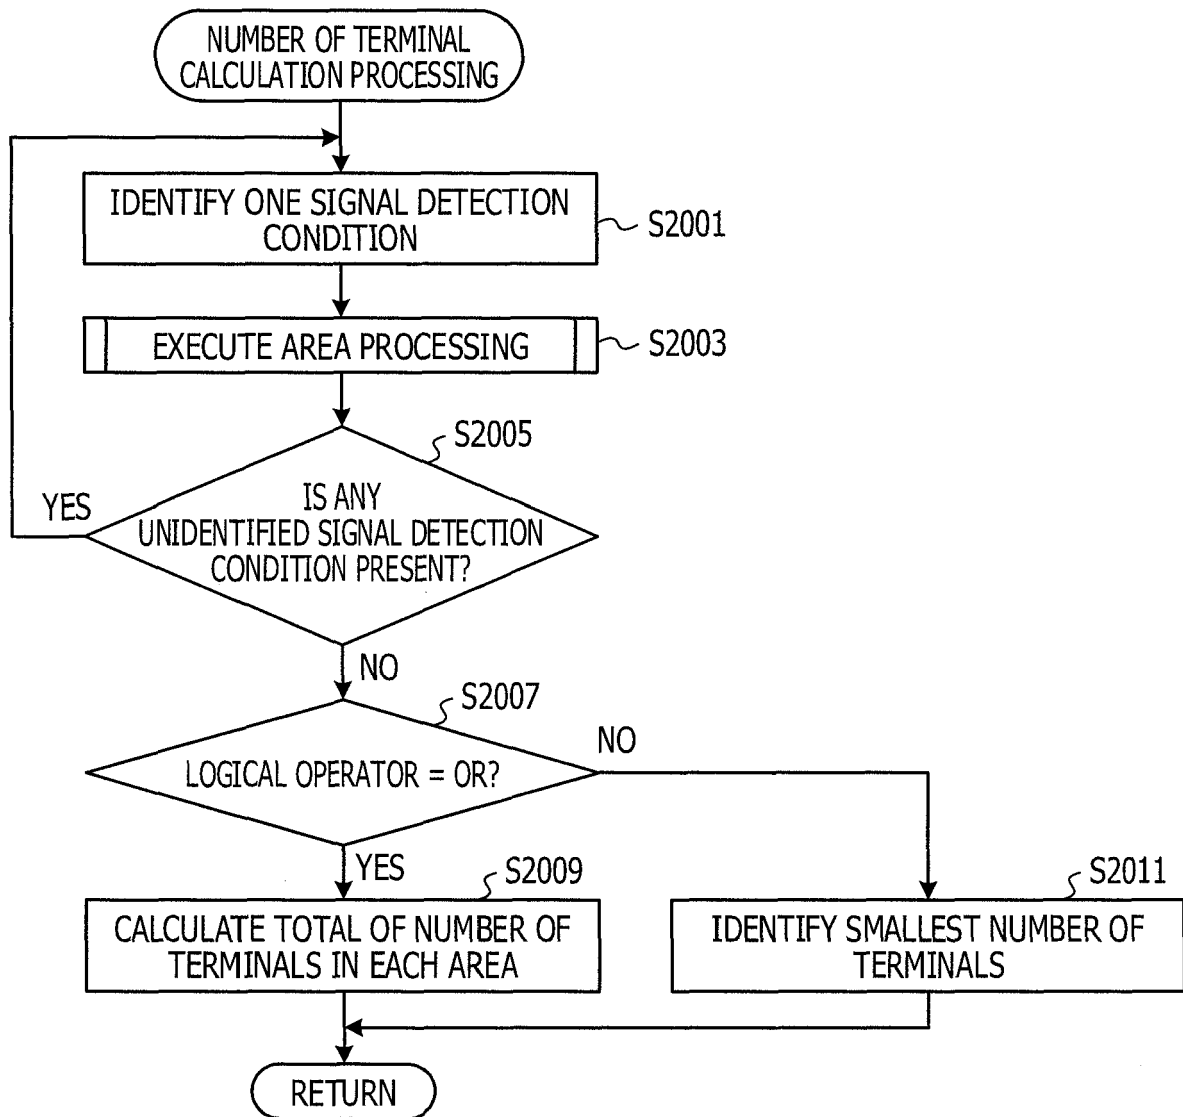 NUMBER OF TERMINAL
CALCULATION PROCESSING
IDENTIFY ONE SIGNAL DETECTION
CONDITION
S2001
EXECUTE AREA PROCESSING
S2003
S2005
YES
IS ANY
UNIDENTIFIED SIGNAL DETECTION
CONDITION PRESENT?
NO
S2007
NO
LOGICAL OPERATOR = OR?
YES
S2009
S2011
CALCULATE TOTAL OF NUMBER OF
TERMINALS IN EACH AREA
IDENTIFY SMALLEST NUMBER OF
TERMINALS
RETURN